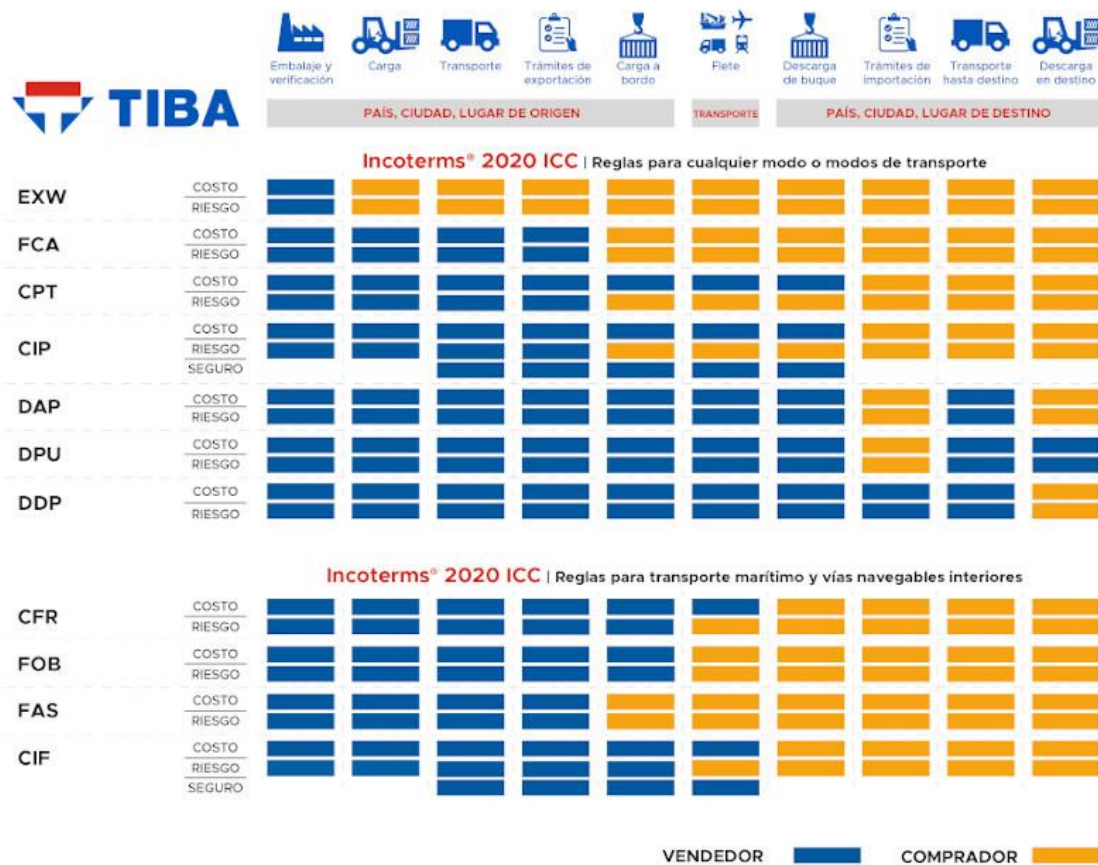 Embalaje y verificación
Carga
Transporte
Trámites de exportación
Carga a bordo
Flete
Descarga de buque
Trámites de importación
Transporte hasta destino
Descarga en destino
TIBA
PAÍS, CIUDAD, LUGAR DE ORIGEN
TRANSPORTE
PAÍS, CIUDAD, LUGAR DE DESTINO
Incoterms® 2020 ICC | Reglas para cualquier modo o modos de transporte
EXW
COSTO
RIESGO
FCA
COSTO
RIESGO
CPT
COSTO
RIESGO
CIP
COSTO
RIESGO
SEGURO
DAP
COSTO
RIESGO
DPU
COSTO
RIESGO
DDP
COSTO
RIESGO
Incoterms® 2020 ICC | Reglas para transporte marítimo y vías navegables interiores
CFR
COSTO
RIESGO
FOB
COSTO
RIESGO
FAS
COSTO
RIESGO
CIF
COSTO
RIESGO
SEGURO
VENDEDOR
COMPRADOR